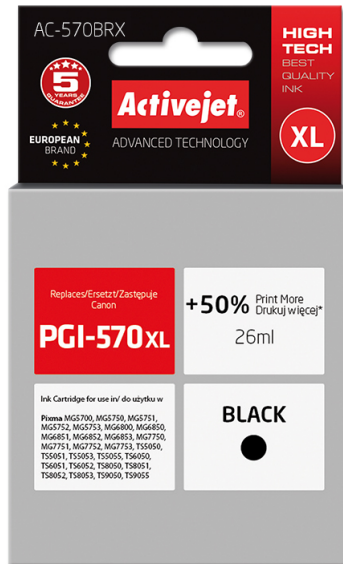 AC-570BRX
HIGH
TECH
BEST
QUALITY
INK
5
YEARS
GUARANTEE
Activejet®
EUROPEAN
BRAND
ADVANCED TECHNOLOGY
XL
Replaces/Ersetzt/Zastępuje
Canon
PGI-570XL
+50% Print More
Drukuj więcej*
26ml
Ink Cartridge for use in/ do użytku w
Pixma MG5700, MG5750, MG5751,
MG5752, MG5753, MG6800, MG6850,
MG6851, MG6852, MG6853, MG7750,
MG7751, MG7752, MG7753, TS5050,
TS5051, TS5053, TS5055, TS6050,
TS6051, TS6052, TS8050, TS8051,
TS8052, TS8053, TS9050, TS9055
BLACK